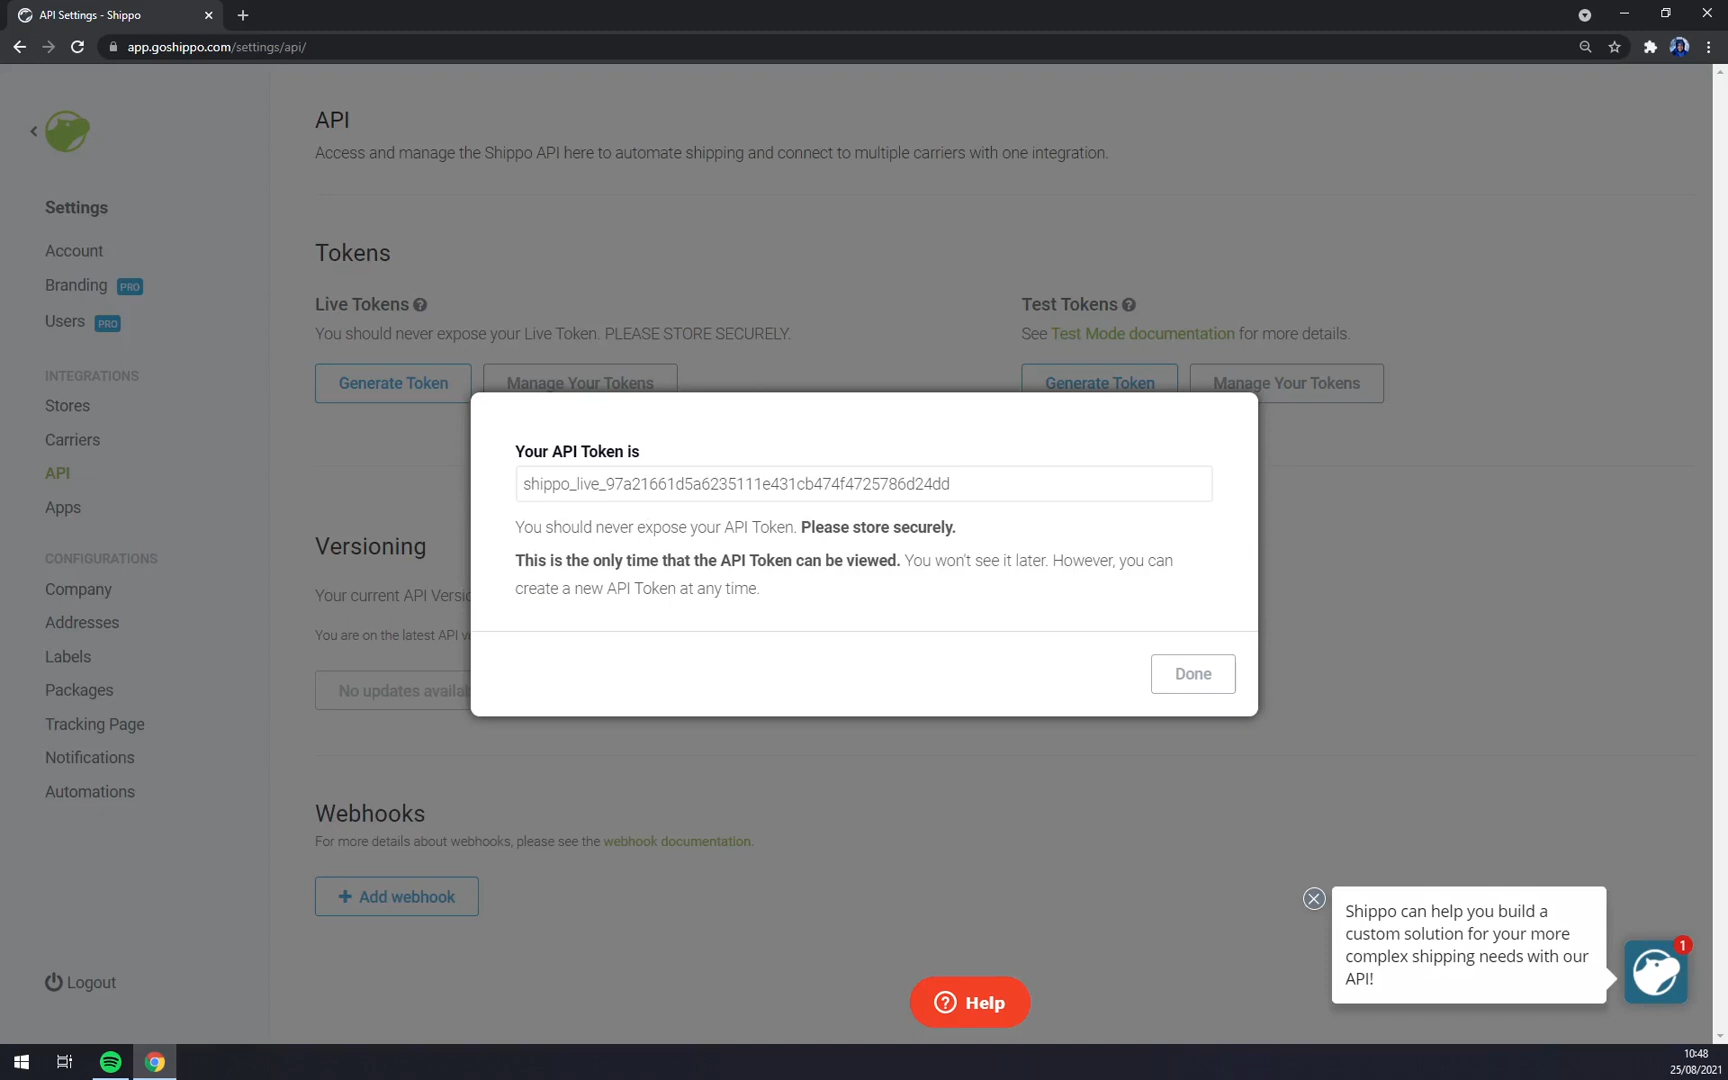 API Settings - Shippo
app.goshippo.com/settings/api/
API
Access and manage the Shippo API here to automate shipping and connect to multiple carriers with one integration.
Settings
Account
Branding PRO
Users PRO
INTEGRATIONS
Stores
Carriers
API
Apps
CONFIGURATIONS
Company
Addresses
Labels
Packages
Tracking Page
Notifications
Automations
Logout
Tokens
Live Tokens ?
You should never expose your Live Token. PLEASE STORE SECURELY.
Generate Token
Manage Your Tokens
Test Tokens ?
See Test Mode documentation for more details.
Generate Token
Manage Your Tokens
Your API Token is
shippo_live_97a21661d5a6235111e431cb474f4725786d24dd
You should never expose your API Token. Please store securely.
This is the only time that the API Token can be viewed. You won't see it later. However, you can
create a new API Token at any time.
Done
Versioning
Your current API Versio
You are on the latest API v
No updates availab
Webhooks
For more details about webhooks, please see the webhook documentation.
+ Add webhook
Shippo can help you build a
custom solution for your more
complex shipping needs with our
API!
1
? Help
10:48
25/08/2021